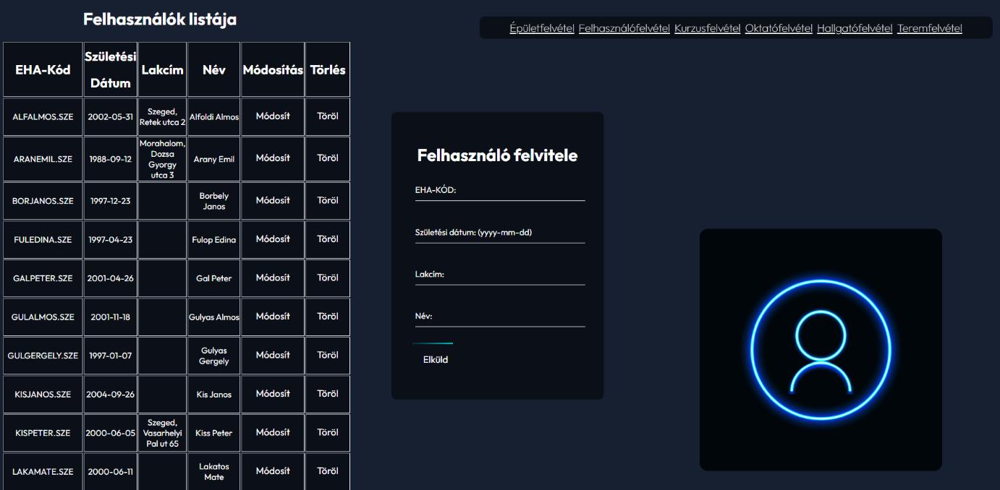 Felhasználók listája
Épületfelvétel Felhasználófelvétel Kurzusfelvétel Oktatófelvétel Hallgatófelvétel Teremfelvétel
EHA-Kód
Születési
Dátum
Lakcím
Név
Módosítás
Törlés
ALFALMOS.SZE
2002-05-31
Szeged,
Retek utca 2
Alfoldi Almos
Módosít
Töröl
ARANEMIL.SZE
1988-09-12
Morahalom,
Dozsa
Gyorgy
utca 3
Arany Emil
Módosít
Töröl
BORJANOS.SZE
1997-12-23
Borbely
Janos
Módosít
Töröl
FULEDINA.SZE
1997-04-23
Fulop Edina
Módosít
Töröl
GALPETER.SZE
2001-04-26
Gal Peter
Módosít
Töröl
GULALMOS.SZE
2001-11-18
Gulyas Almos
Módosít
Töröl
GULGERGELY.SZE
1997-01-07
Gulyas
Gergely
Módosít
Töröl
KISJANOS.SZE
2004-09-26
Kis Janos
Módosít
Töröl
KISPETER.SZE
2000-06-05
Szeged,
Vasarhelyi
Pal ut 65
Kiss Peter
Módosít
Töröl
LAKAMATE.SZE
2000-06-11
Lakatos
Mate
Módosít
Töröl
Felhasználó felvitele
EHA-KÓD:
Születési dátum: (yyyy-mm-dd)
Lakcím:
Név:
Elküld